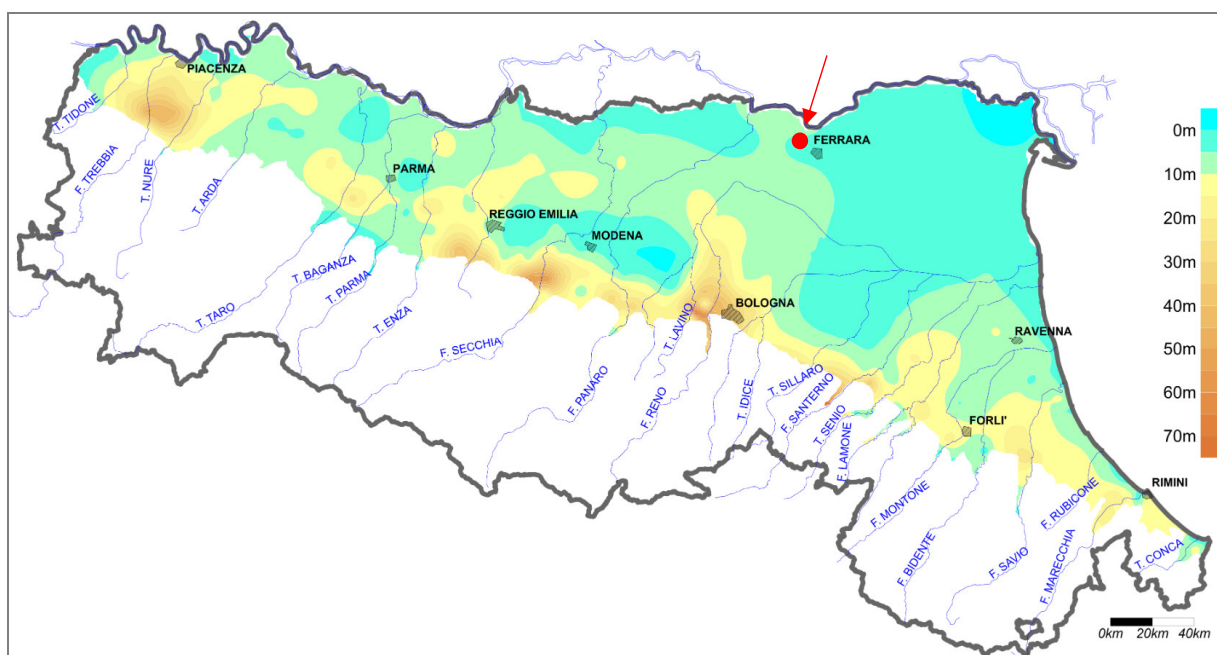 PIACENZA
T. TIDONE
F. TREBBIA
T. NURE
T. ARDA
PARMA
FERRARA
REGGIO EMILIA
MODENA
BOLOGNA
RAVENNA
FORLI'
RIMINI
T. BAGANZA
T. PARMA
T. TARO
T. ENZA
F. SECCHIA
F. PANARO
T. LAVINO
F. RENO
T. IDICE
T. SILLARO
F. SANTERNO
T. SENIO
F. LAMONE
F. MONTONE
F. BIDENTE
F. SAVIO
F. RUBICONE
F. MARECCHIA
T. CONCA
0m
10m
20m
30m
40m
50m
60m
70m
0km 20km 40km